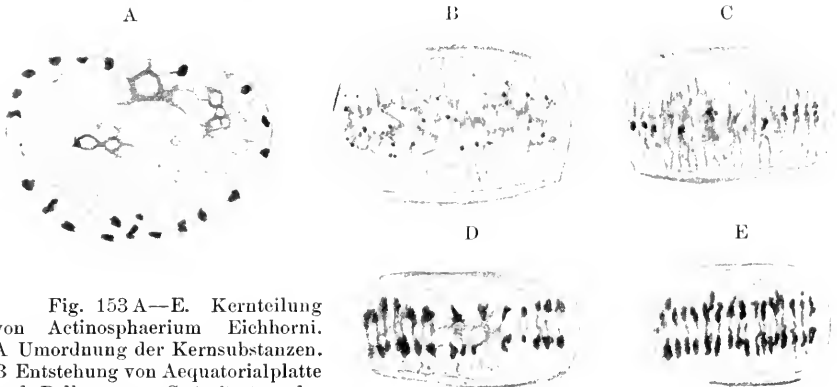 A
B
C
D
E
Fig. 153 A—E. Kernteilung
von Actinosphaerium Eichhorni.
A Umordnung der Kernsubstanzen.
B Entstehung von Aequatorialplatte